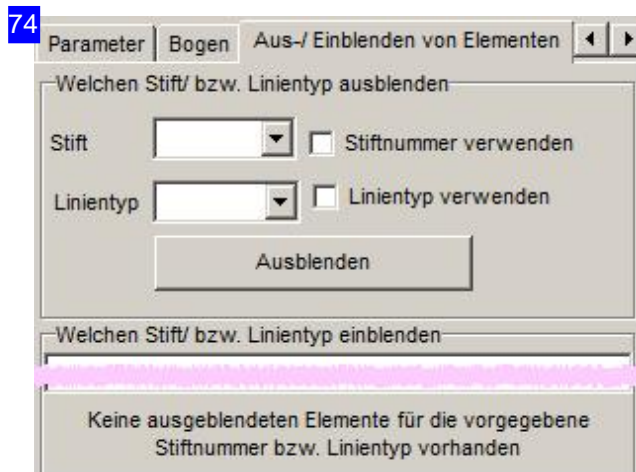 74
Parameter Bogen Aus-/ Einblenden von Elementen
Welchen Stift/ bzw. Linientyp ausblenden
Stift Stiftnummer verwenden
Linientyp Linientyp verwenden
Ausblenden
Welchen Stift/ bzw. Linientyp einblenden
Keine ausgeblendeten Elemente für die vorgegebene
Stiftnummer bzw. Linientyp vorhanden